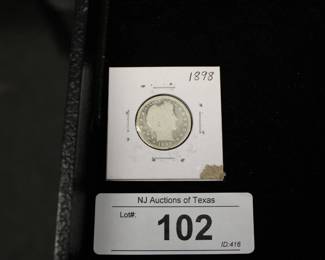 1898
NJ Auctions of Texas
Lot#:
102
ID:416